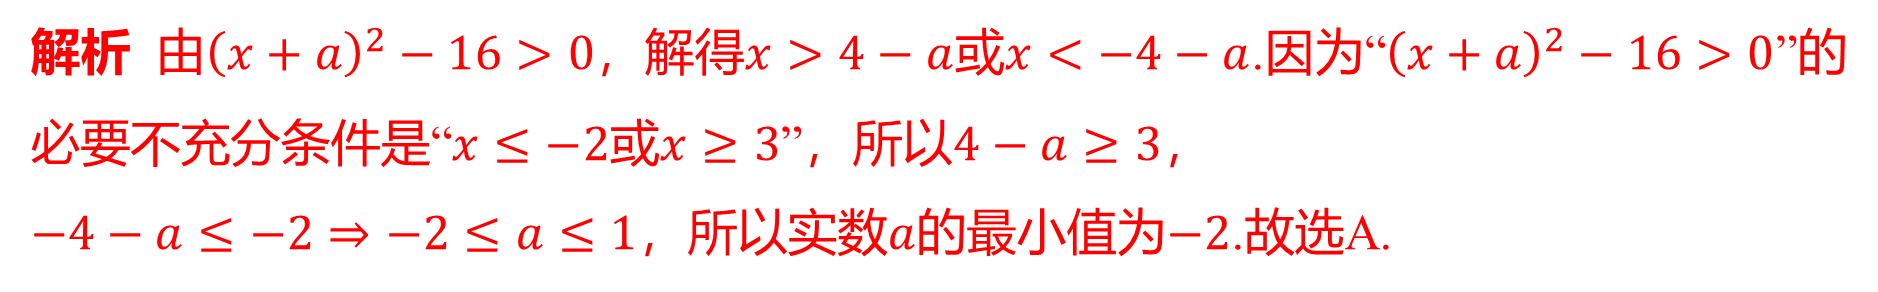 解析 由(x + a)² − 16 > 0，解得x > 4 − a或x < −4 − a.因为“(x + a)² − 16 > 0”的
必要不充分条件是“x ≤ −2或x ≥ 3”，所以4 − a ≥ 3，
−4 − a ≤ −2 ⇒ −2 ≤ a ≤ 1，所以实数a的最小值为−2.故选A.